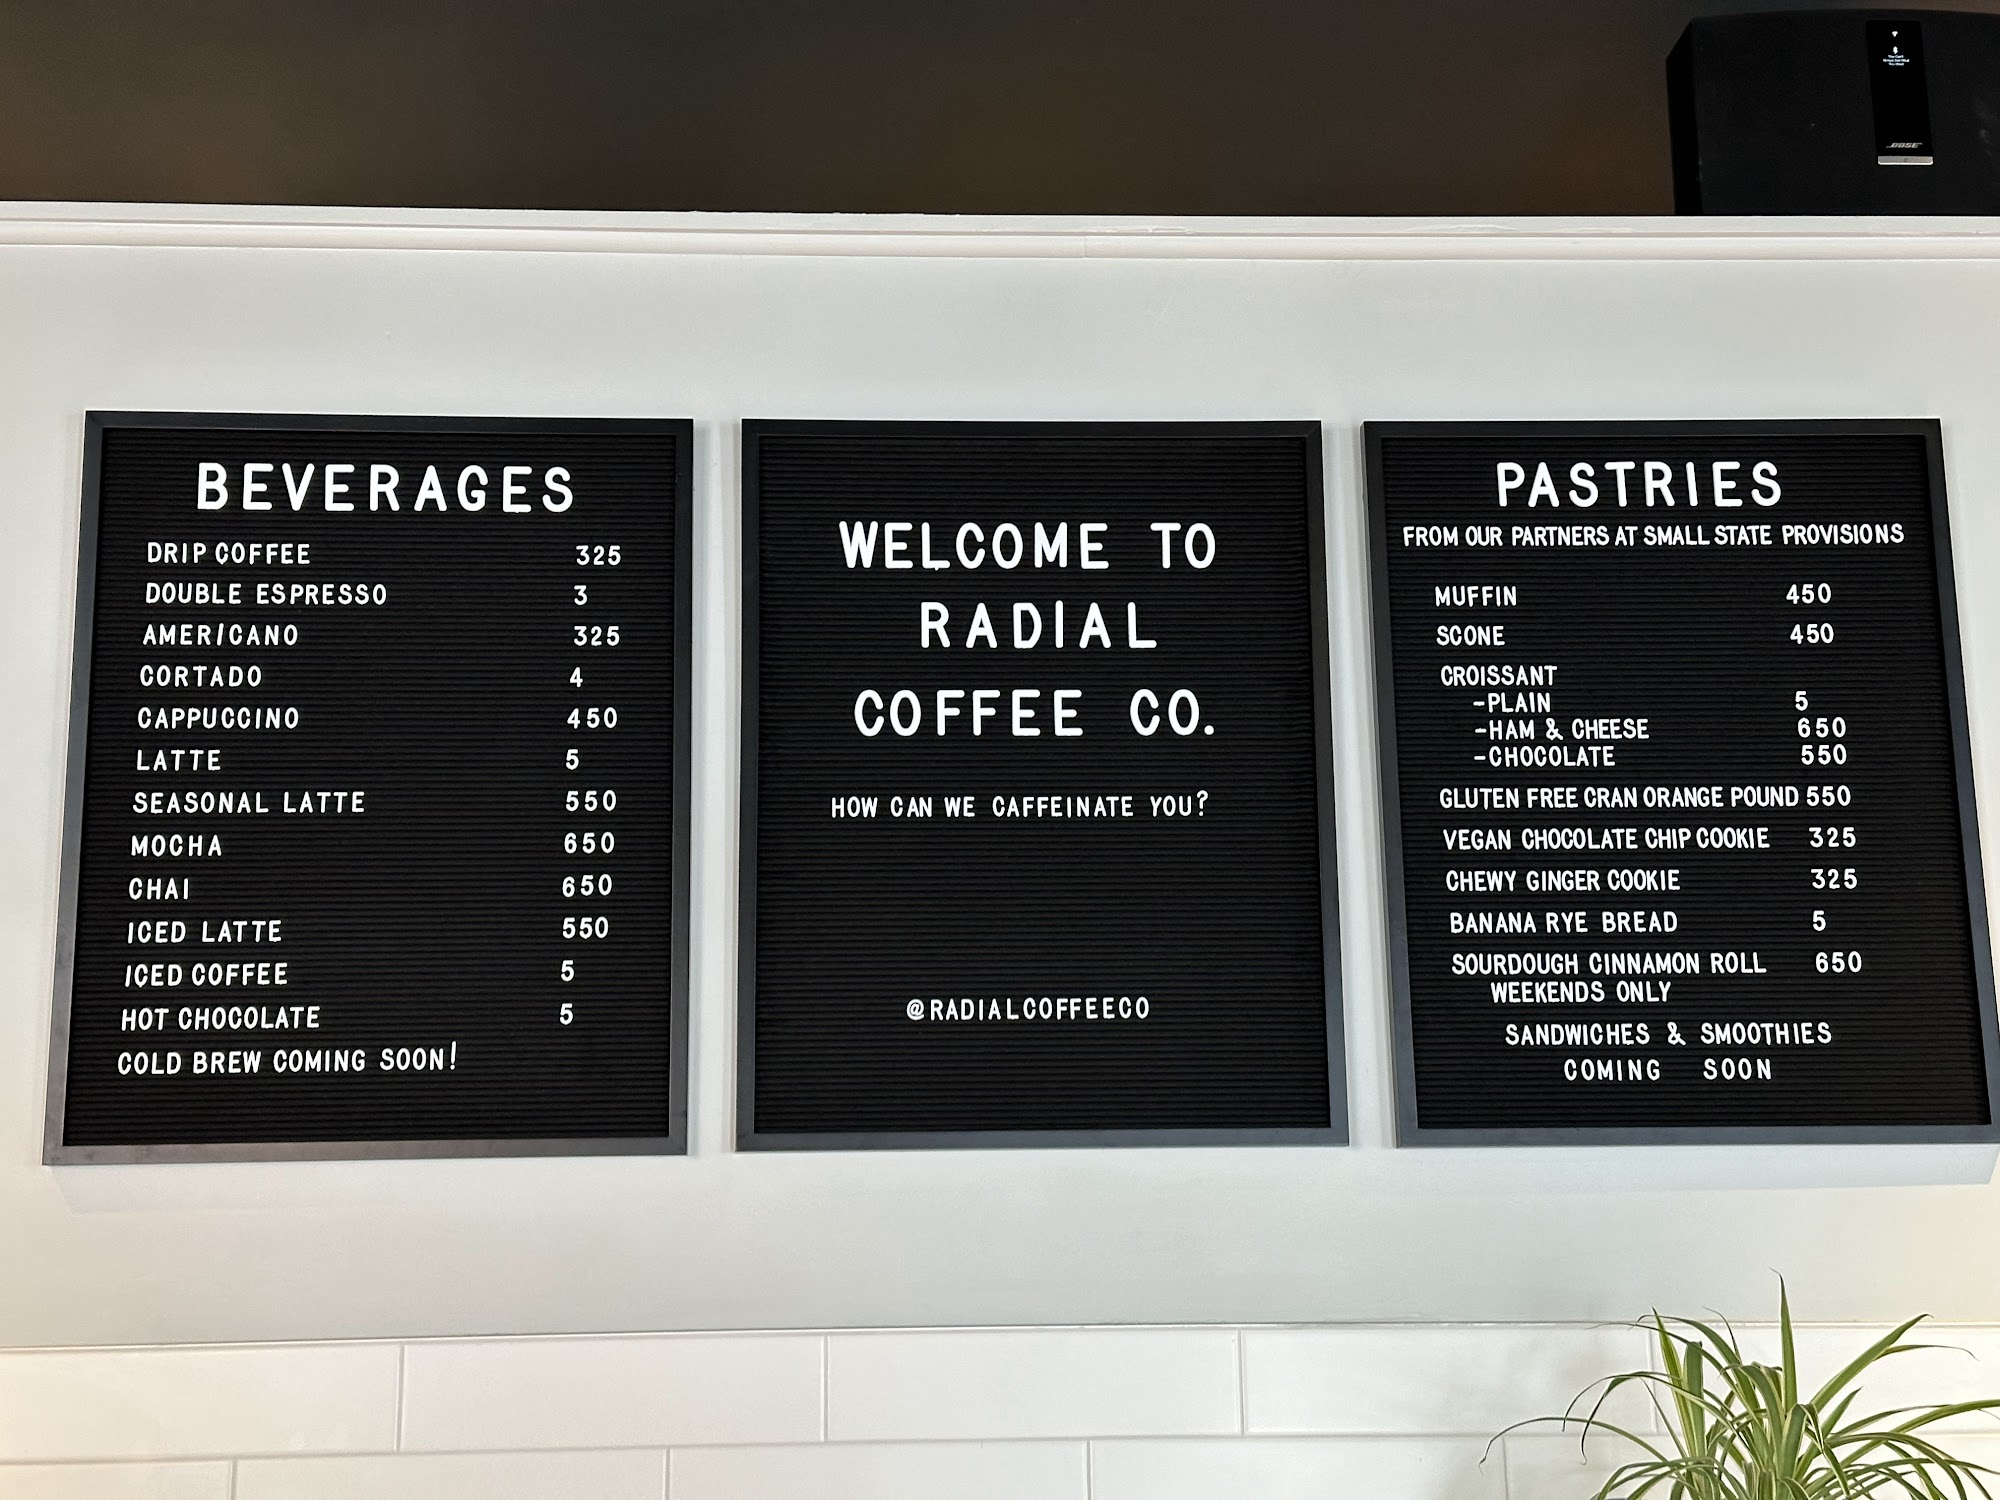 BOSE
BEVERAGES
DRIP COFFEE 325
DOUBLE ESPRESSO 3
AMERICANO 325
CORTADO 4
CAPPUCCINO 450
LATTE 5
SEASONAL LATTE 550
MOCHA 650
CHAI 650
ICED LATTE 550
ICED COFFEE 5
HOT CHOCOLATE 5
COLD BREW COMING SOON!
WELCOME TO
RADIAL
COFFEE CO.
HOW CAN WE CAFFEINATE YOU?
@RADIALCOFFEECO
PASTRIES
FROM OUR PARTNERS AT SMALL STATE PROVISIONS
MUFFIN 450
SCONE 450
CROISSANT
-PLAIN 5
-HAM & CHEESE 650
-CHOCOLATE 550
GLUTEN FREE CRAN ORANGE POUND 550
VEGAN CHOCOLATE CHIP COOKIE 325
CHEWY GINGER COOKIE 325
BANANA RYE BREAD 5
SOURDOUGH CINNAMON ROLL 650
WEEKENDS ONLY
SANDWICHES & SMOOTHIES
COMING SOON